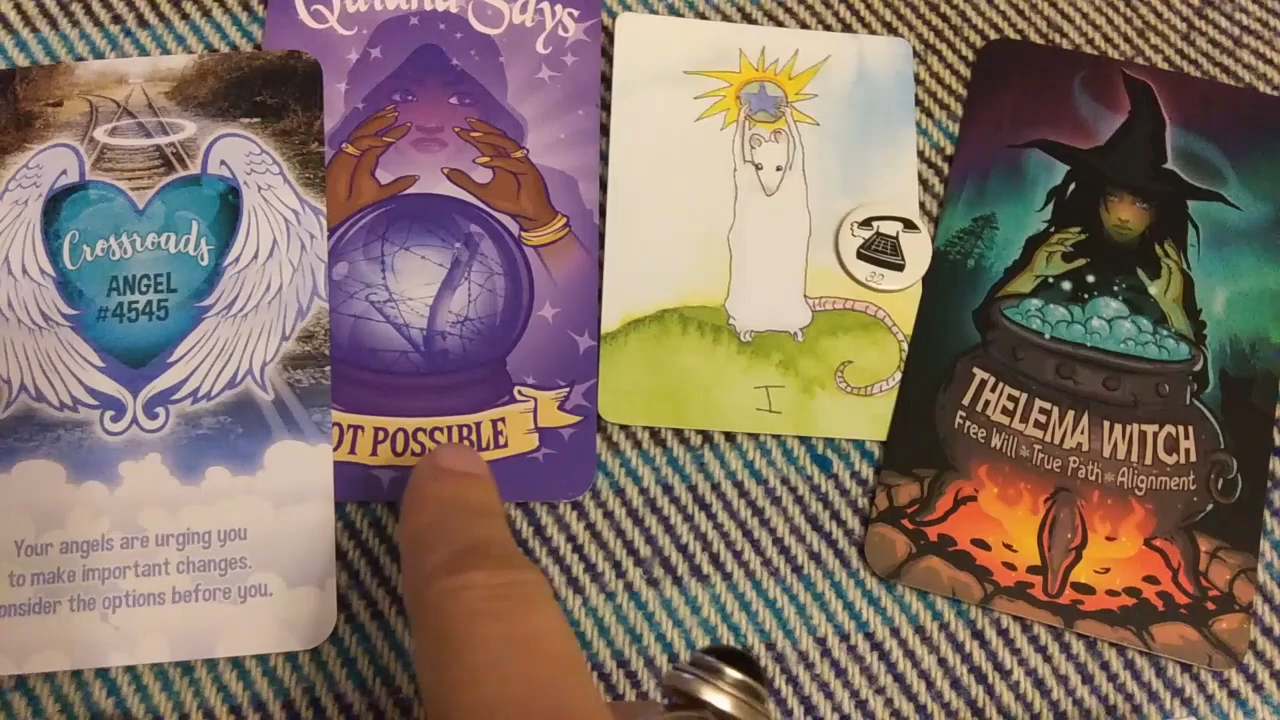 Crossroads
ANGEL
#4545
Your angels are urging you
to make important changes.
onsider the options before you.
Says
OT POSSIBLE
32
I
THELEMA WITCH
Free Will * True Path * Alignment